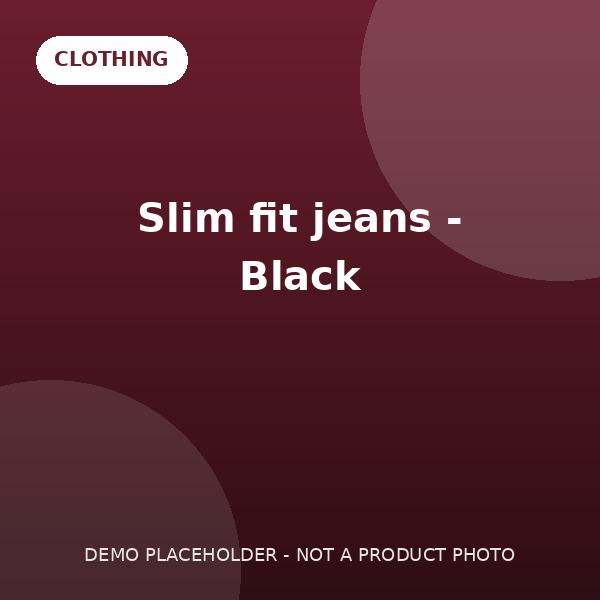 CLOTHING
Slim fit jeans -
Black
DEMO PLACEHOLDER - NOT A PRODUCT PHOTO